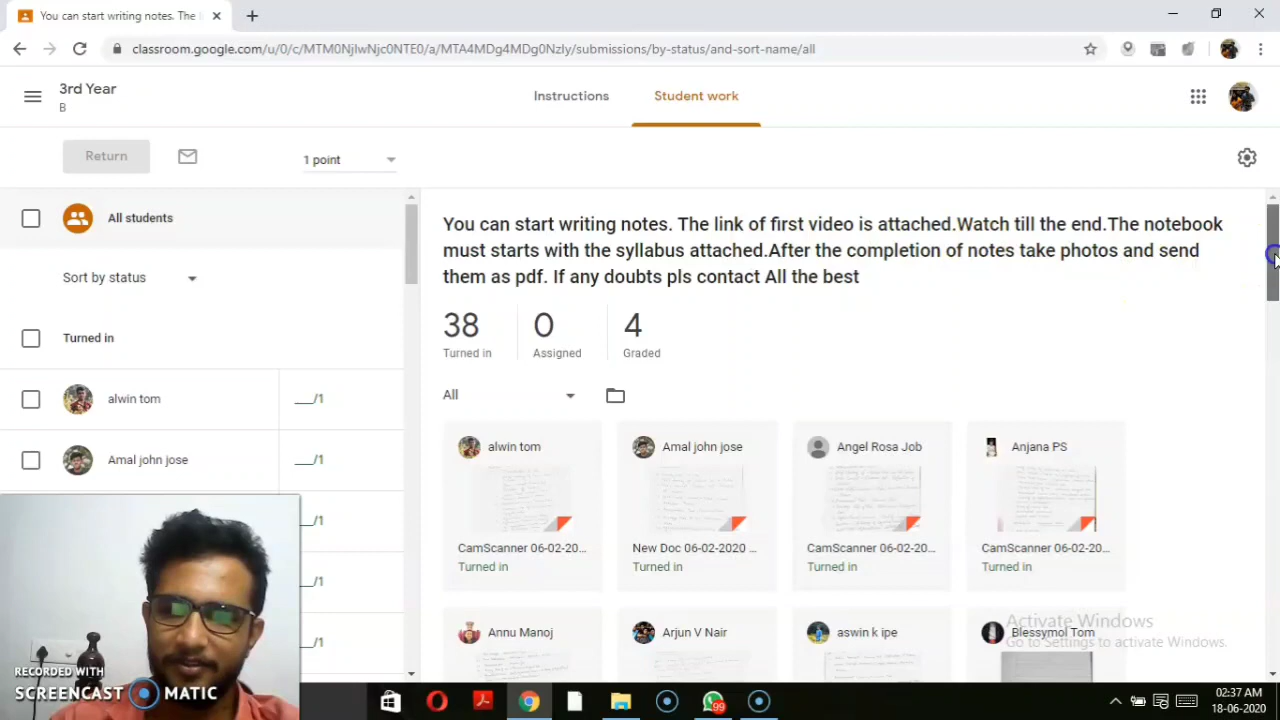 You can start writing notes. The
classroom.google.com/u/0/c/MTM0NjIwNjc0NTE0/a/MTA4MDg4MDg0NzIy/submissions/by-status/and-sort-name/all
3rd Year
B
Instructions
Student work
Return
1 point
All students
Sort by status
Turned in
alwin tom
___/1
Amal john jose
___/1
___/1
___/1
___/1
You can start writing notes. The link of first video is attached.Watch till the end.The notebook
must starts with the syllabus attached.After the completion of notes take photos and send
them as pdf. If any doubts pls contact All the best
38
0
4
Turned in
Assigned
Graded
All
alwin tom
Amal john jose
Angel Rosa Job
Anjana PS
CamScanner 06-02-20...
New Doc 06-02-2020 ...
CamScanner 06-02-20...
CamScanner 06-02-20...
Turned in
Turned in
Turned in
Turned in
Annu Manoj
Arjun V Nair
aswin k ipe
Blessymol Tom
Activate Windows
Go to Settings to activate Windows.
RECORDED WITH
SCREENCAST MATIC
99
02:37 AM
18-06-2020